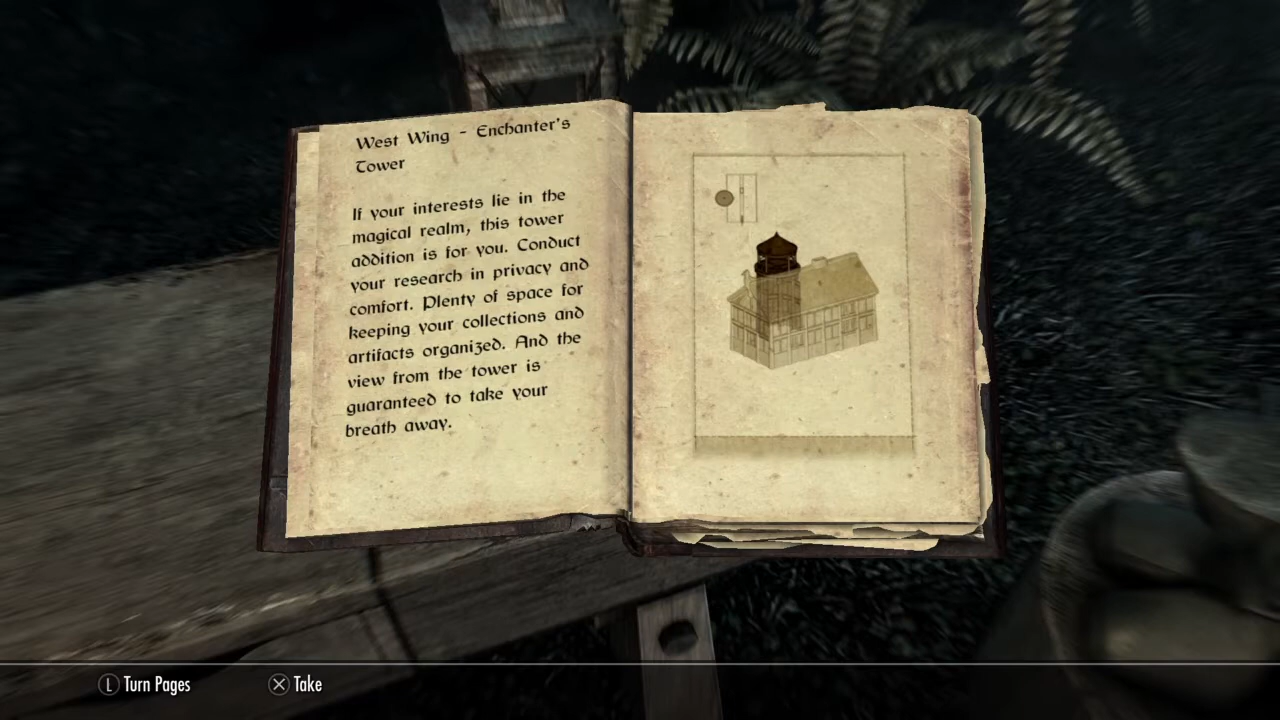 West Wing - Enchanter's
Tower
If your interests lie in the
magical realm, this tower
addition is for you. Conduct
your research in privacy and
comfort. Plenty of space for
keeping your collections and
artifacts organized. And the
view from the tower is
guaranteed to take your
breath away.
L Turn Pages
X Take